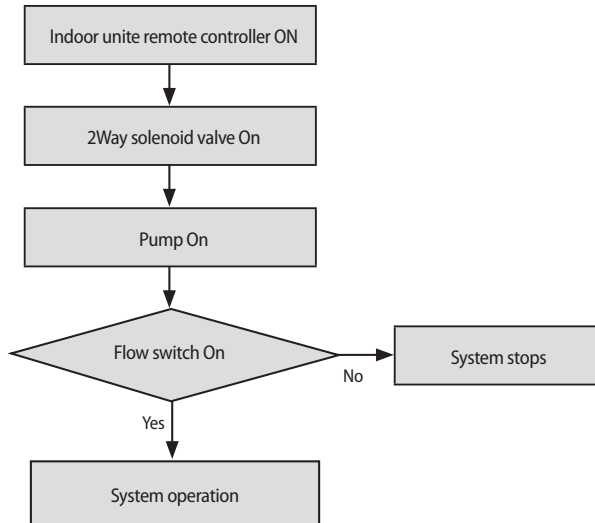 Indoor unite remote controller ON
2Way solenoid valve On
Pump On
Flow switch On
No
System stops
Yes
System operation